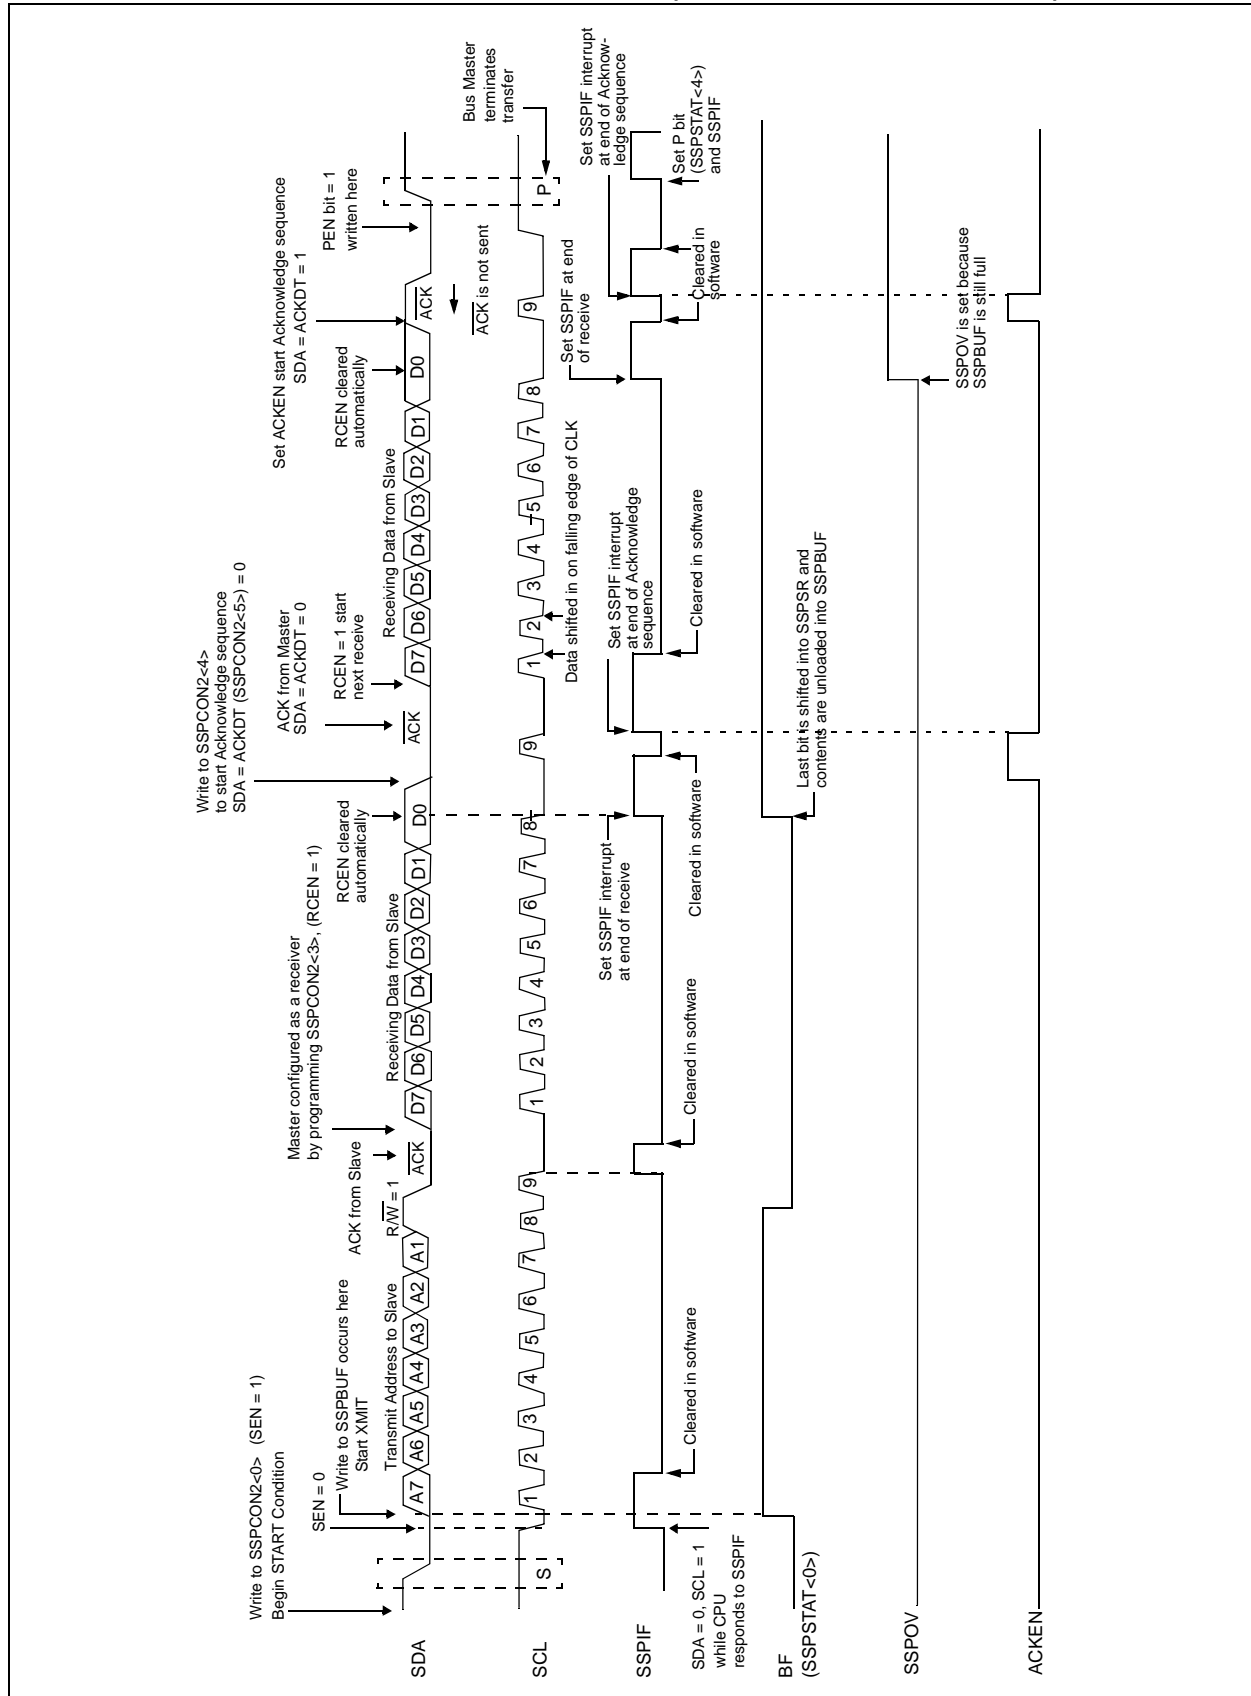 Write to SSPCON2<0> (SEN = 1)
Begin START Condition
SEN = 0
Write to SSPBUF occurs here
Start XMIT
Transmit Address to Slave
ACK from Slave
R/W = 1
Master configured as a receiver
by programming SSPCON2<3>, (RCEN = 1)
Receiving Data from Slave
RCEN cleared
automatically
Write to SSPCON2<4>
to start Acknowledge sequence
SDA = ACKDT (SSPCON2<5>) = 0
ACK from Master
SDA = ACKDT = 0
RCEN = 1 start
next receive
Receiving Data from Slave
RCEN cleared
automatically
Set ACKEN start Acknowledge sequence
SDA = ACKDT = 1
PEN bit = 1
written here
SDA
A7 A6 A5 A4 A3 A2 A1
ACK
D7 D6 D5 D4 D3 D2 D1 D0
ACK
D7 D6 D5 D4 D3 D2 D1 D0
ACK
ACK is not sent
Bus Master
terminates
transfer
SCL
S
1 2 3 4 5 6 7 8 9
1 2 3 4 5 6 7 8 9
1 2 3 4 5 6 7 8 9
P
Data shifted in on falling edge of CLK
Set SSPIF interrupt
at end of receive
Set SSPIF interrupt
at end of Acknowledge
sequence
Set SSPIF at end
of receive
Set SSPIF interrupt
at end of Acknow-
ledge sequence
SSPIF
SDA = 0, SCL = 1
while CPU
responds to SSPIF
Cleared in software
Cleared in software
Cleared in software
Cleared in software
Cleared in
software
Set P bit
(SSPSTAT<4>)
and SSPIF
BF
(SSPSTAT<0>)
Last bit is shifted into SSPSR and
contents are unloaded into SSPBUF
SSPOV
SSPOV is set because
SSPBUF is still full
ACKEN